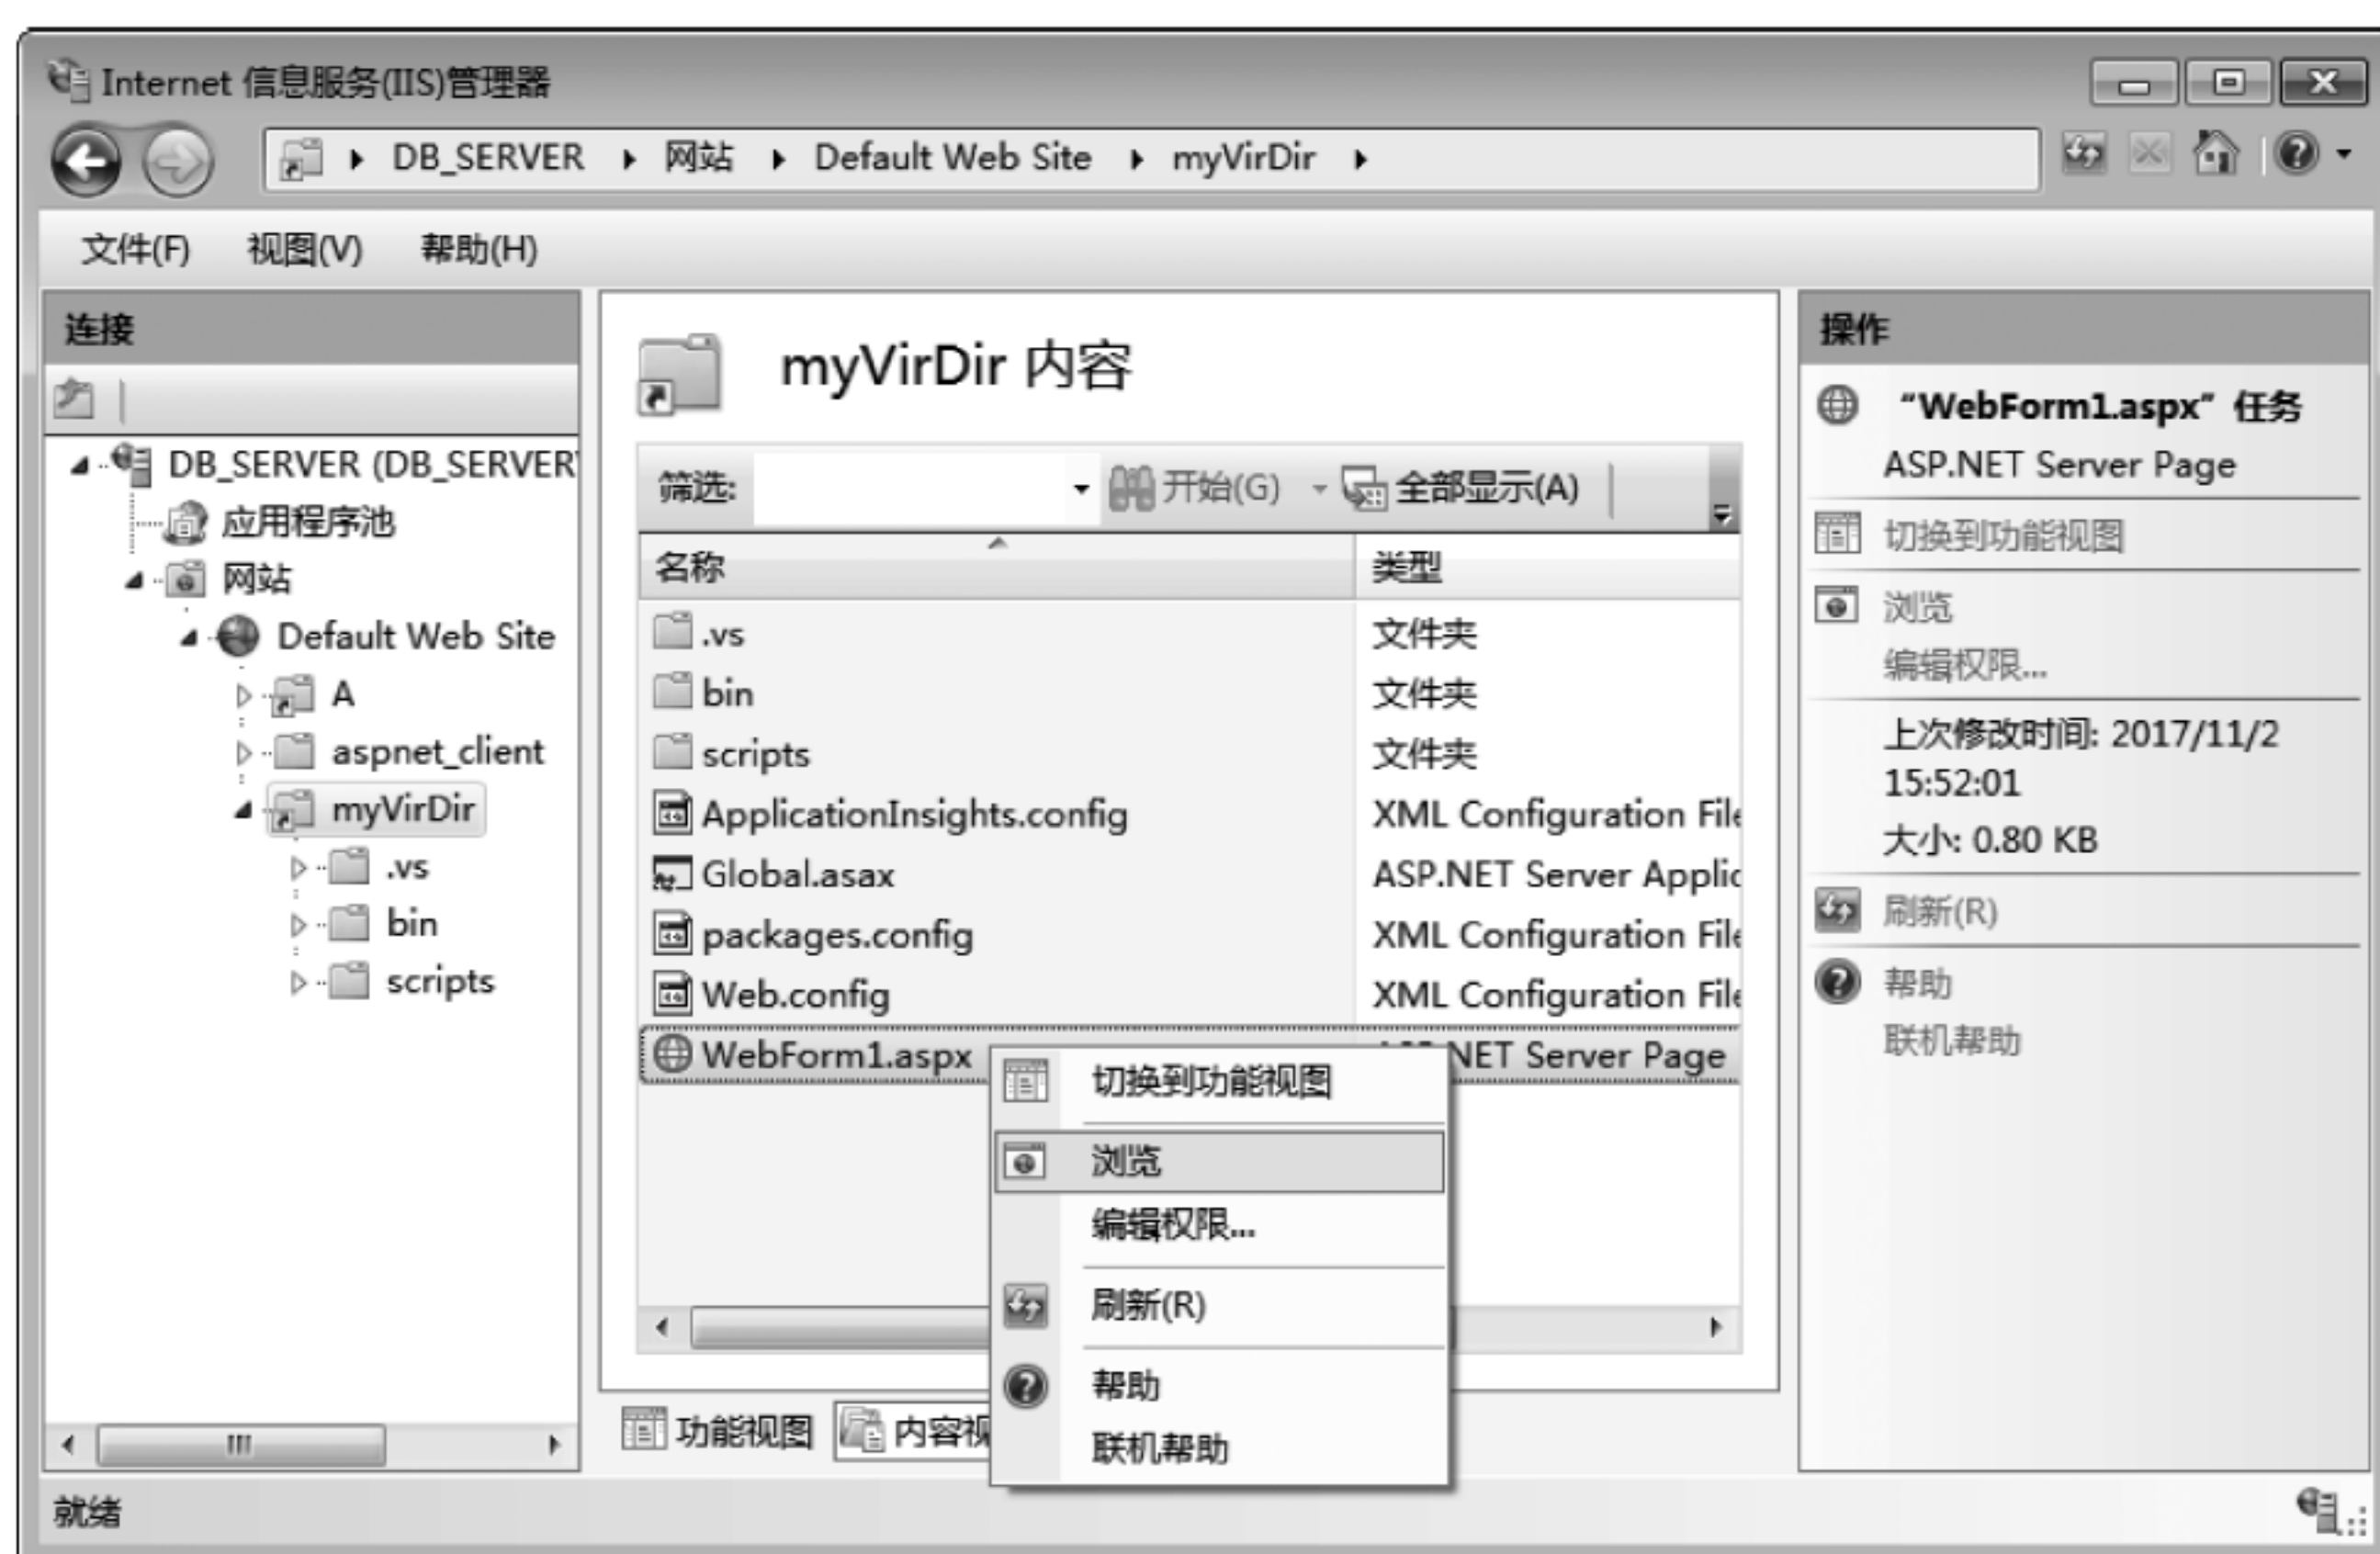 Internet 信息服务(IIS)管理器
DB_SERVER 网站 Default Web Site myVirDir
文件(F) 视图(V) 帮助(H)
连接
DB_SERVER (DB_SERVER\
应用程序池
网站
Default Web Site
A
aspnet_client
myVirDir
.vs
bin
scripts
myVirDir 内容
筛选: 开始(G) 全部显示(A)
名称 类型
.vs 文件夹
bin 文件夹
scripts 文件夹
ApplicationInsights.config XML Configuration File
Global.asax ASP.NET Server Applic
packages.config XML Configuration File
Web.config XML Configuration File
WebForm1.aspx NET Server Page
切换到功能视图
浏览
编辑权限...
刷新(R)
帮助
联机帮助
功能视图 内容视
操作
“WebForm1.aspx” 任务
ASP.NET Server Page
切换到功能视图
浏览
编辑权限...
上次修改时间: 2017/11/2
15:52:01
大小: 0.80 KB
刷新(R)
帮助
联机帮助
就绪